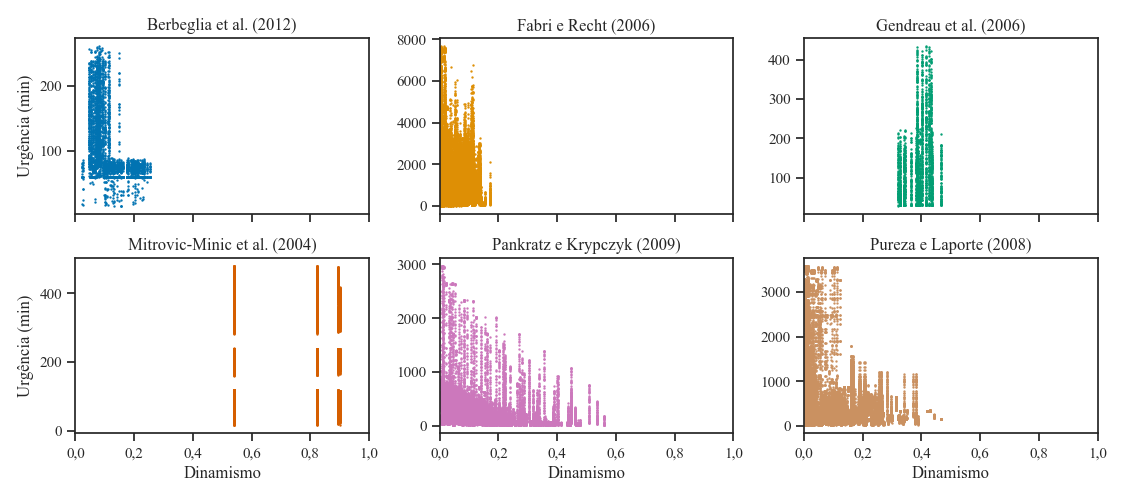 Berbeglia et al. (2012)
Fabri e Recht (2006)
Gendreau et al. (2006)
Urgência (min)
200
100
8000
6000
4000
2000
0
400
300
200
100
Mitrovic-Minic et al. (2004)
Pankratz e Krypczyk (2009)
Pureza e Laporte (2008)
Urgência (min)
400
200
0
3000
2000
1000
0
3000
2000
1000
0
0,0 0,2 0,4 0,6 0,8 1,0
0,0 0,2 0,4 0,6 0,8 1,0
0,0 0,2 0,4 0,6 0,8 1,0
Dinamismo
Dinamismo
Dinamismo